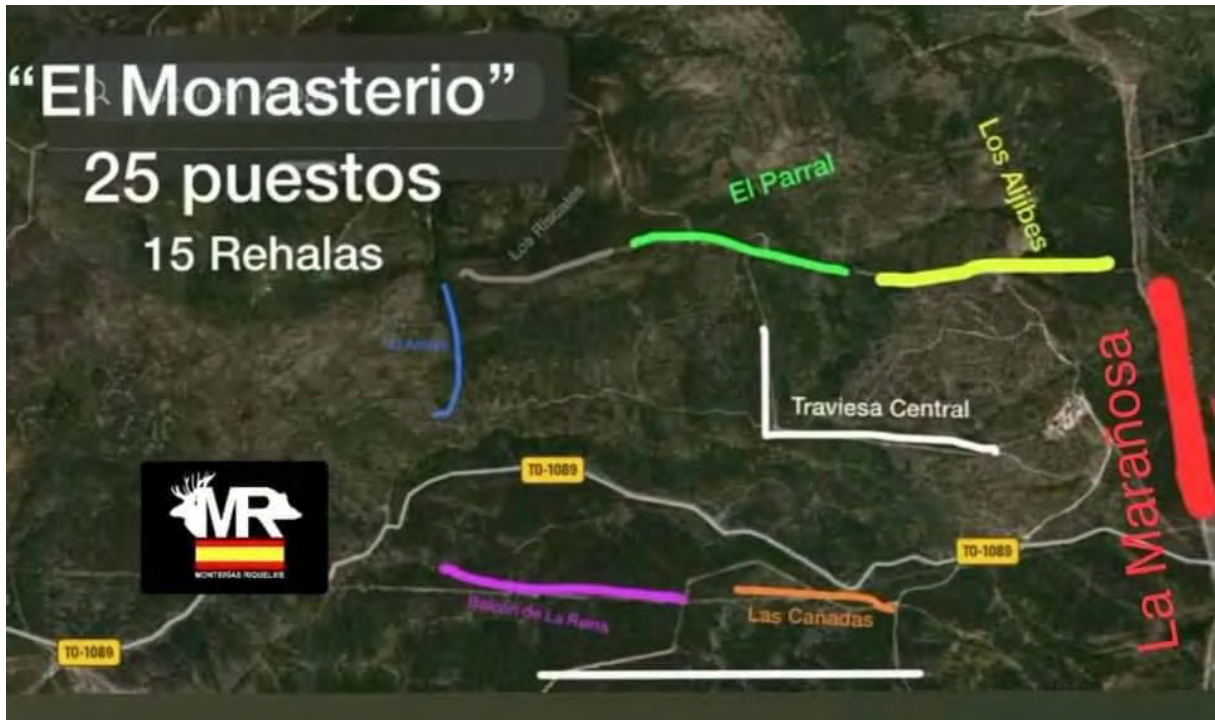 “El Monasterio”
25 puestos
15 Rehalas
Los Riscales
El Parral
Los Aljibes
El
Traviesa Central
La Marañosa
TO-1089
MR
MONTERÍAS RIQUELME
TO-1089
Balcón de La Reina
Las Canadas
TO-1089